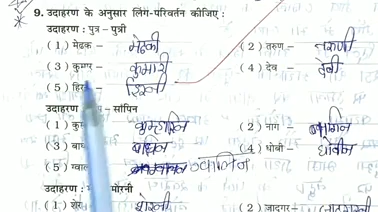 9. उदाहरण के अनुसार लिंग-परिवर्तन कीजिए :
उदाहरण : पुत्र - पुत्री
(1) मेढक - मेढकी (2) तरुण - तरुणी
(3) कुमार - कुमारी (4) देव - देवी
(5) हिरन
उदाहरण - सांपिन
(1) कुम्हार कुम्हारिन (2) नाग - नागिन
(3) बाघ बाघिन (4) धोबी - धोबीन
(5) ग्वाल ग्वालिन
उदाहरण : मोरनी
(1) शेर शेरनी (2) जादूगर -